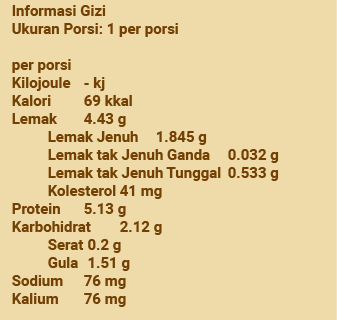 Informasi Gizi
Ukuran Porsi: 1 per porsi
per porsi
Kilojoule - kj
Kalori 69 kkal
Lemak 4.43 g
Lemak Jenuh 1.845 g
Lemak tak Jenuh Ganda 0.032 g
Lemak tak Jenuh Tunggal 0.533 g
Kolesterol 41 mg
Protein 5.13 g
Karbohidrat 2.12 g
Serat 0.2 g
Gula 1.51 g
Sodium 76 mg
Kalium 76 mg